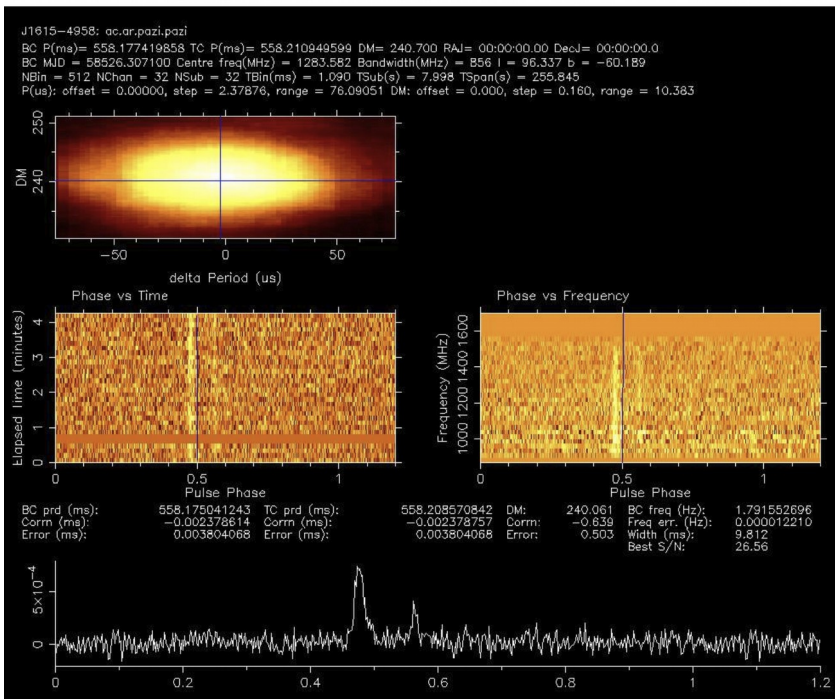 J1615-4958: ac.ar.pazi.pazi
BC P(ms)= 558.177419858 TC P(ms)= 558.210949599 DM= 240.700 RAJ= 00:00:00.00 DecJ= 00:00:00.0
BC MJD = 58526.307100 Centre freq(MHz) = 1283.582 Bandwidth(MHz) = 856 l = 96.337 b = -60.189
NBin = 512 NChan = 32 NSub = 32 TBin(ms) = 1.090 TSub(s) = 7.998 TSpan(s) = 255.845
P(us): offset = 0.00000, step = 2.37876, range = 76.09051 DM: offset = 0.000, step = 0.160, range = 10.383
250
240
DM
-50 0 50
delta Period (us)
Phase vs Time
Phase vs Frequency
4
3
2
1
0
Elapsed Time (minutes)
0 0.5 1
Pulse Phase
1600
1400
1200
1000
Frequency (MHz)
0 0.5 1
Pulse Phase
BC prd (ms): 558.175041243 TC prd (ms): 558.208570842 DM: 240.061 BC freq (Hz): 1.791552696
Corrn (ms): -0.002378614 Corrn (ms): -0.002378757 Corrn: -0.639 Freq err. (Hz): 0.000012210
Error (ms): 0.003804068 Error (ms): 0.003804068 Error: 0.503 Width (ms): 9.812
Best S/N: 26.56
5×10⁻⁴
0
0 0.2 0.4 0.6 0.8 1 1.2